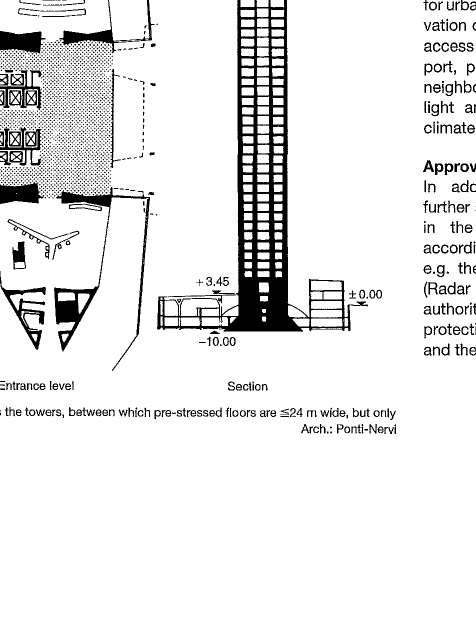 for urba
vation o
access
port, p
neighbo
light an
climate
Approv
In add
further s
in the
accordi
e.g. the
(Radar
authorit
protecti
and the
+3.45
±0.00
–10.00
Entrance level
Section
s the towers, between which pre-stressed floors are ≦24 m wide, but only
Arch.: Ponti-Nervi